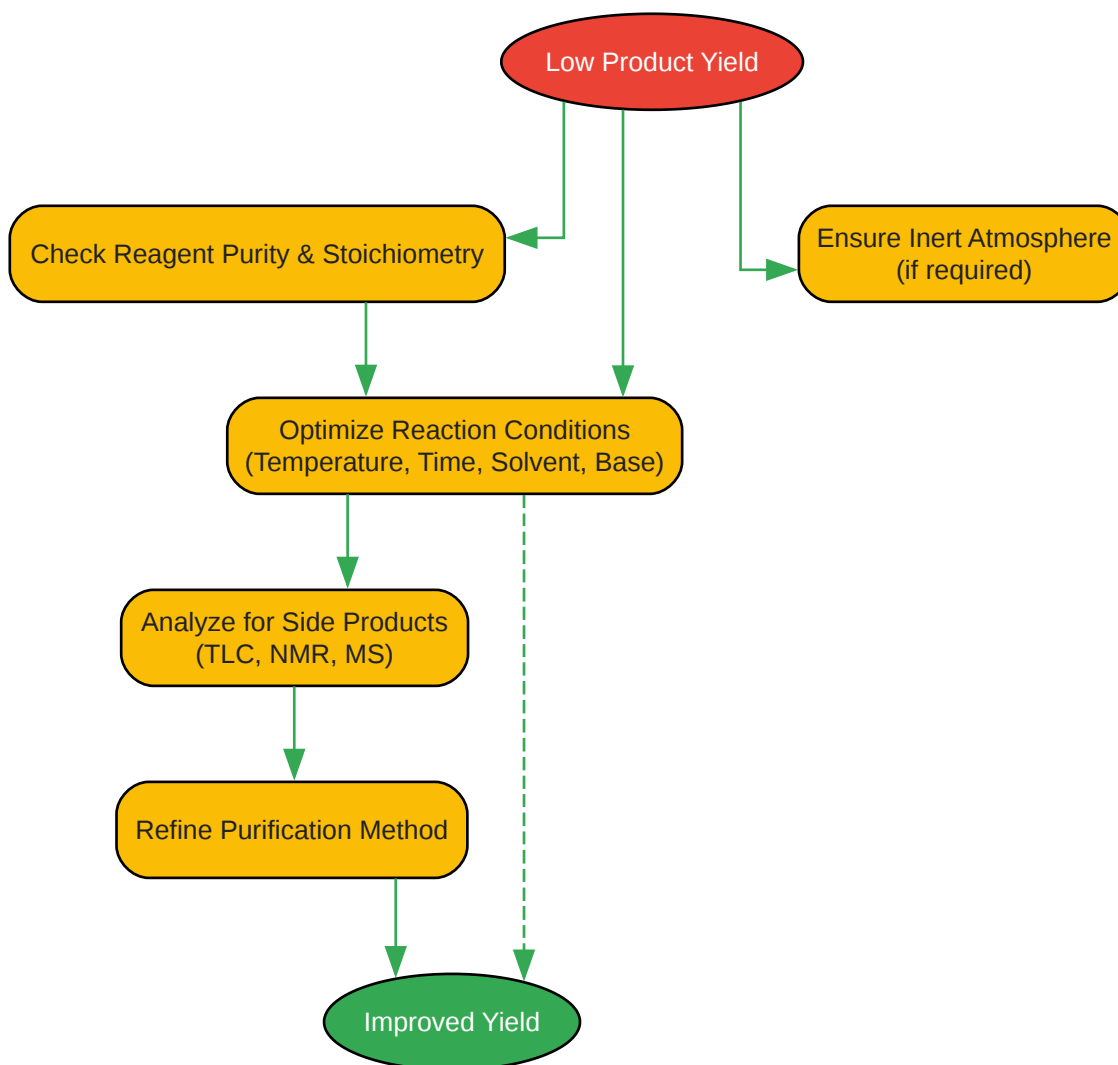 Low Product Yield
Check Reagent Purity & Stoichiometry
Ensure Inert Atmosphere
(if required)
Optimize Reaction Conditions
(Temperature, Time, Solvent, Base)
Analyze for Side Products
(TLC, NMR, MS)
Refine Purification Method
Improved Yield